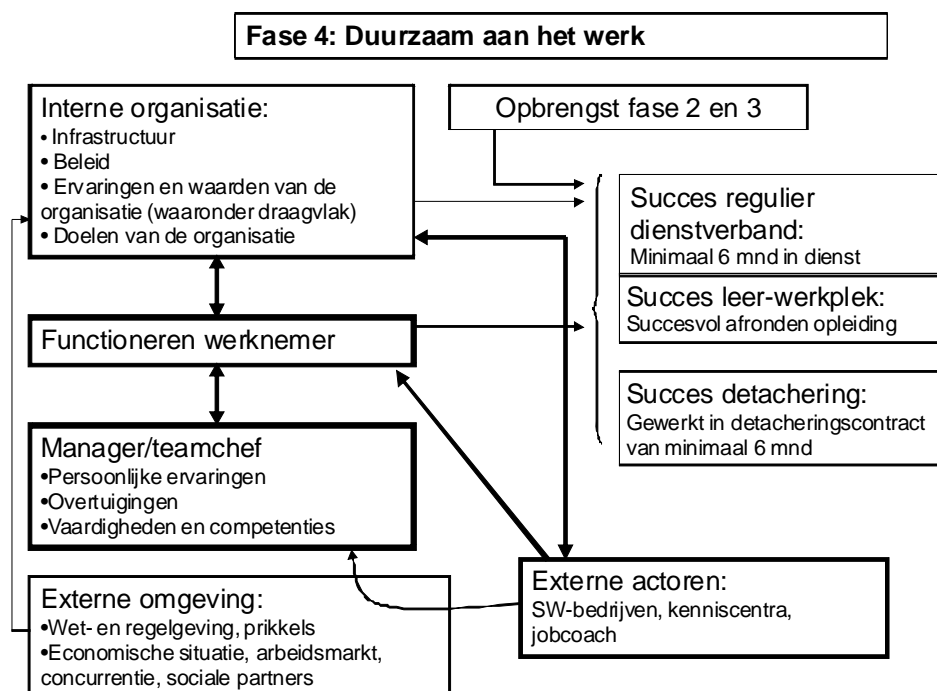 Fase 4: Duurzaam aan het werk
Interne organisatie:
• Infrastructuur
• Beleid
• Ervaringen en waarden van de
organisatie (waaronder draagvlak)
• Doelen van de organisatie
Opbrengst fase 2 en 3
Succes regulier
dienstverband:
Minimaal 6 mnd in dienst
Succes leer-werkplek:
Succesvol afronden opleiding
Succes detachering:
Gewerkt in detacheringscontract
van minimaal 6 mnd
Functioneren werknemer
Manager/teamchef
•Persoonlijke ervaringen
•Overtuigingen
•Vaardigheden en competenties
Externe omgeving:
•Wet- en regelgeving, prikkels
•Economische situatie, arbeidsmarkt,
concurrentie, sociale partners
Externe actoren:
SW-bedrijven, kenniscentra,
jobcoach